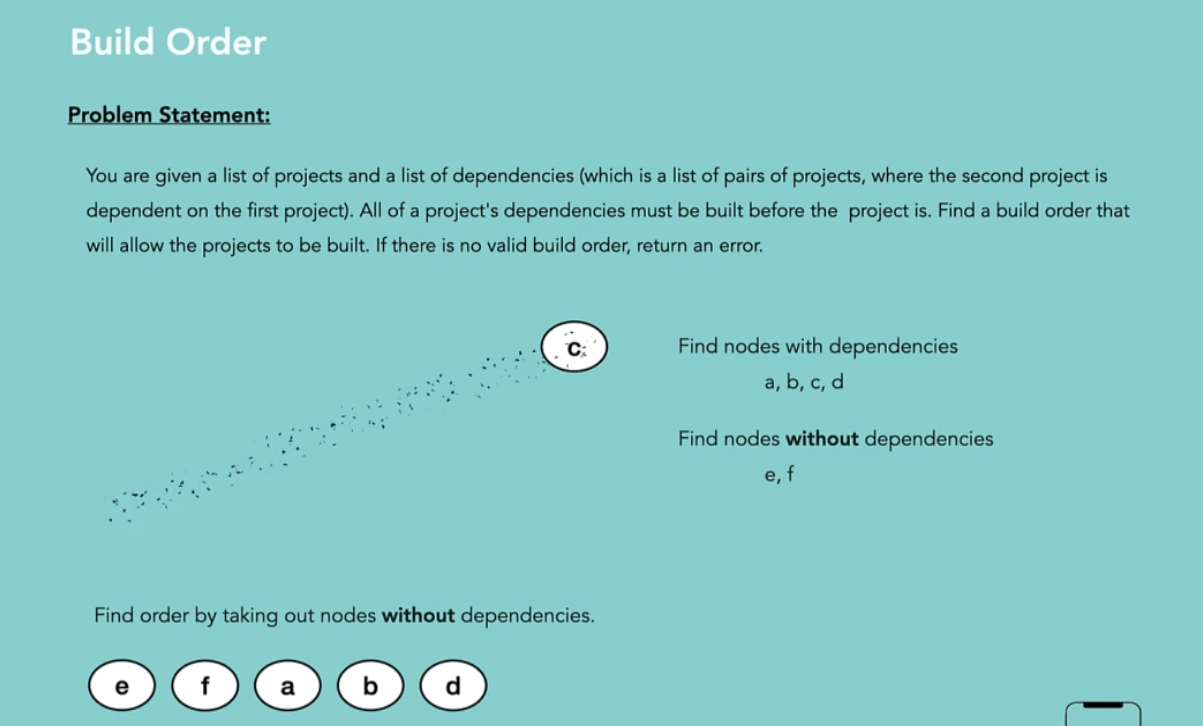 Build Order
Problem Statement:
You are given a list of projects and a list of dependencies (which is a list of pairs of projects, where the second project is
dependent on the first project). All of a project's dependencies must be built before the project is. Find a build order that
will allow the projects to be built. If there is no valid build order, return an error.
c
Find nodes with dependencies
a, b, c, d
Find nodes without dependencies
e, f
Find order by taking out nodes without dependencies.
e f a b d